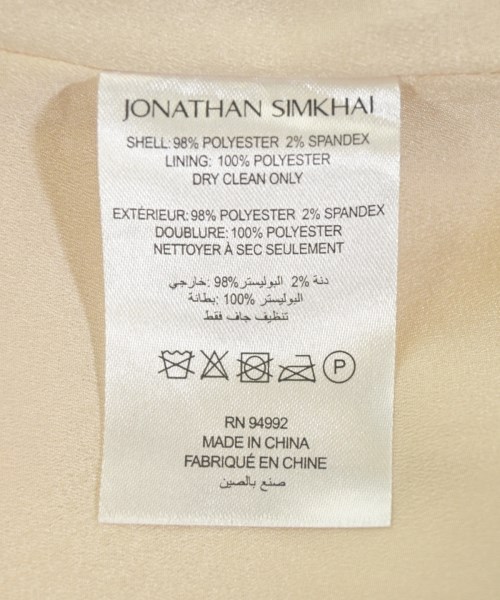 JONATHAN SIMKHAI
SHELL: 98% POLYESTER 2% SPANDEX
LINING: 100% POLYESTER
DRY CLEAN ONLY
EXTÉRIEUR: 98% POLYESTER 2% SPANDEX
DOUBLURE: 100% POLYESTER
NETTOYER À SEC SEULEMENT
خارجي: 98% البوليستر 2% دنة
بطانة: 100% البوليستر
تنظيف جاف فقط
P
RN 94992
MADE IN CHINA
FABRIQUÉ EN CHINE
صنع بالصين